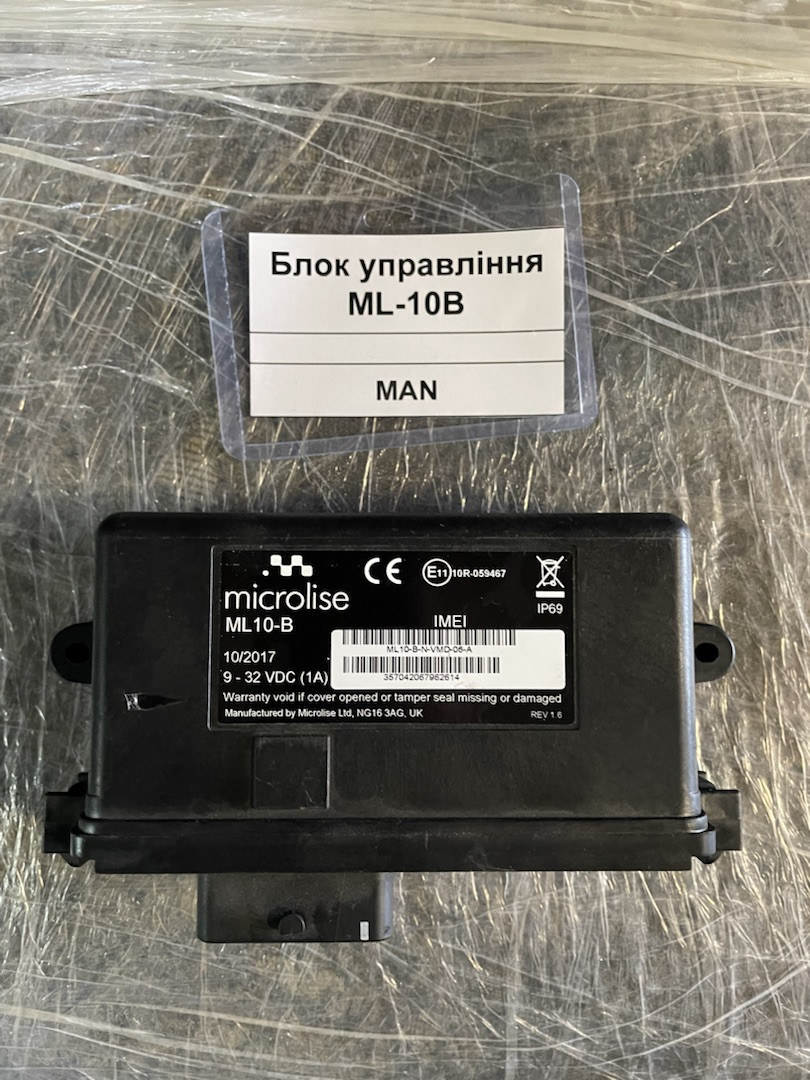 Блок управління
ML-10B
MAN
microlise
CE
E11 10R-059467
IP69
ML10-B
IMEI
ML10-B-N-VMD-06-A
10/2017
357042067962614
9 - 32 VDC (1A)
Warranty void if cover opened or tamper seal missing or damaged
Manufactured by Microlise Ltd, NG16 3AG, UK
REV 1.6